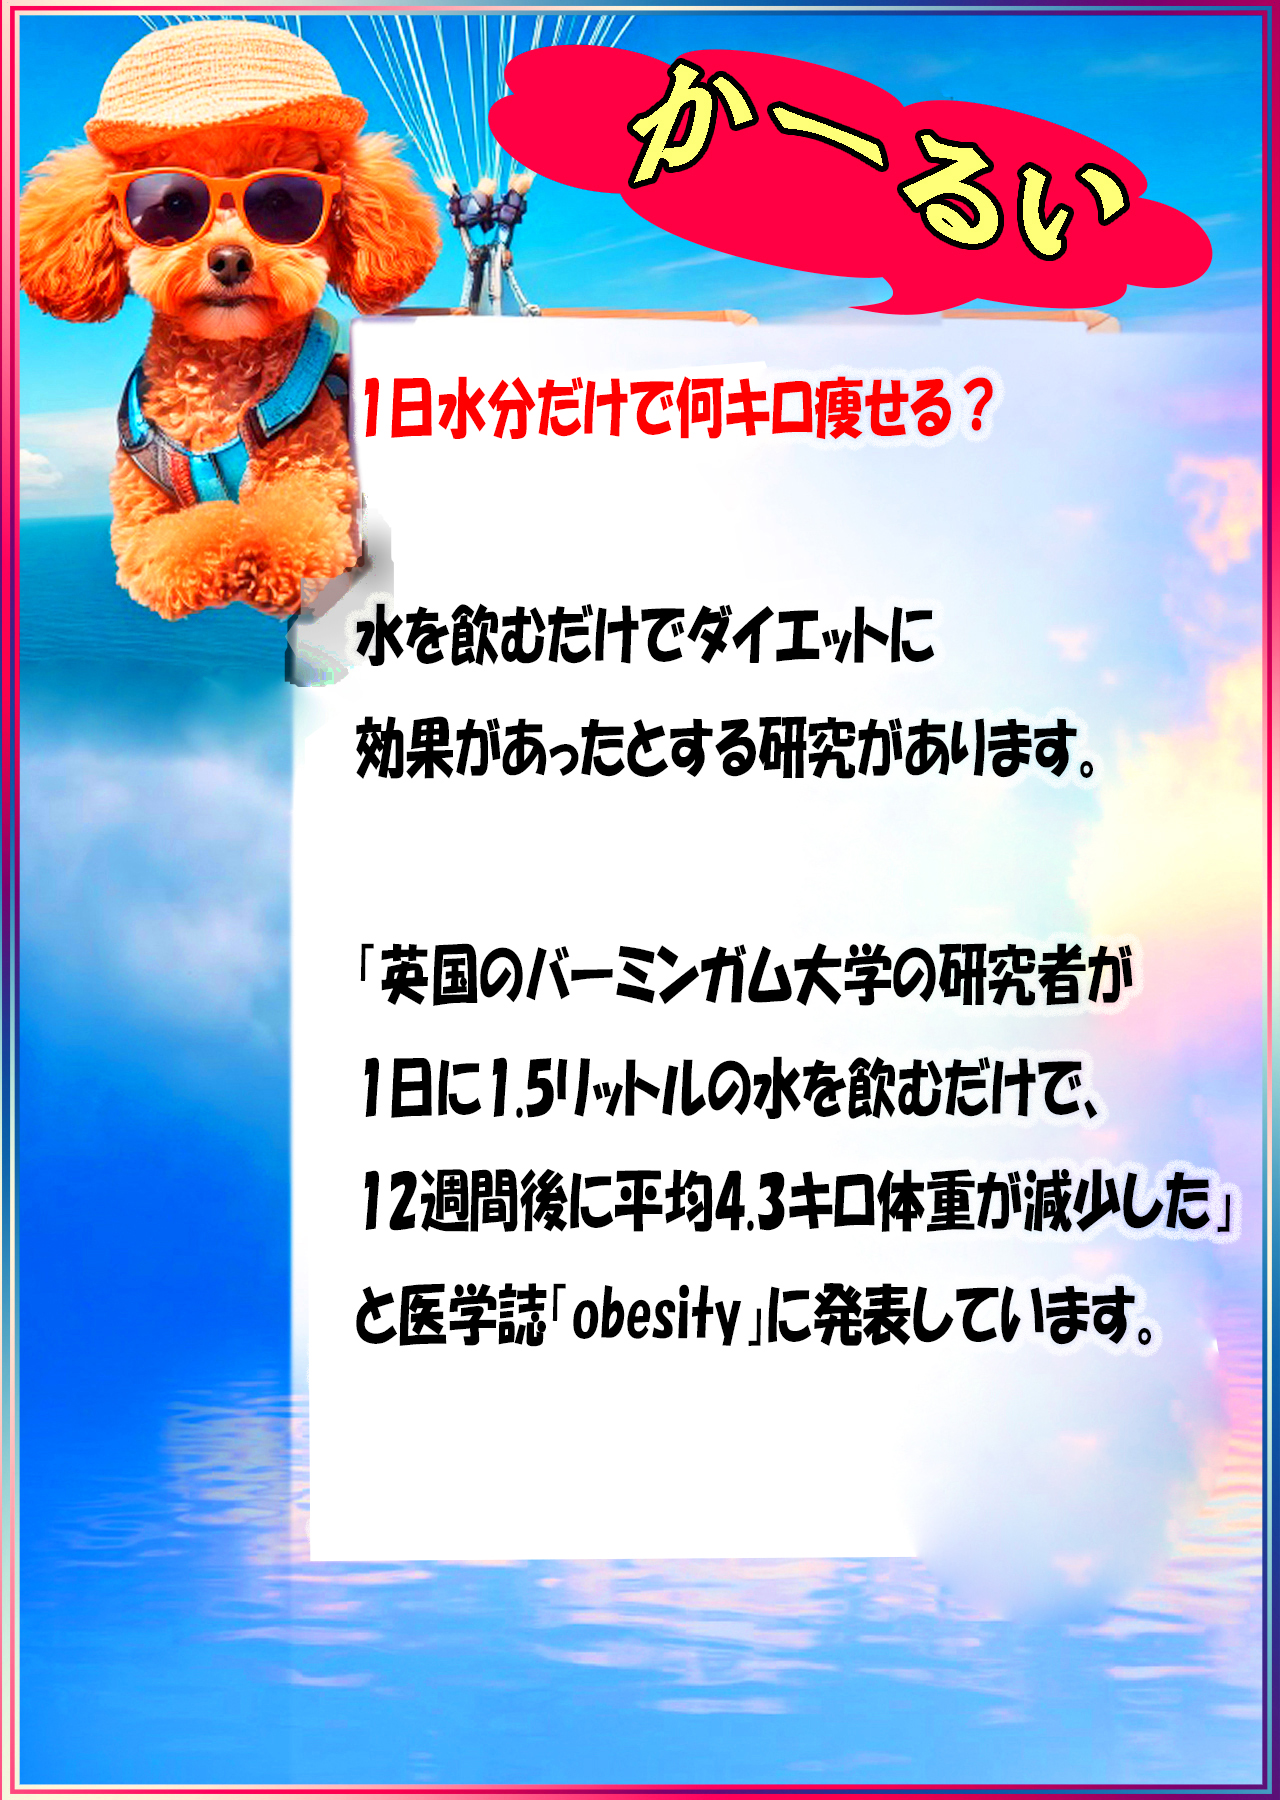 かーるい
1日水分だけで何キロ痩せる？
水を飲むだけでダイエットに
効果があったとする研究があります。
「英国のバーミンガム大学の研究者が
1日に1.5リットルの水を飲むだけで、
12週間後に平均4.3キロ体重が減少した」
と医学誌「obesity」に発表しています。